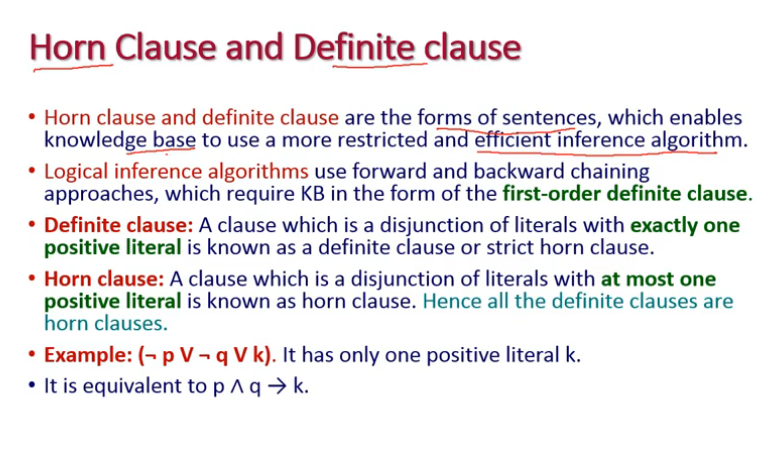 Horn Clause and Definite clause
• Horn clause and definite clause are the forms of sentences, which enables
knowledge base to use a more restricted and efficient inference algorithm.
• Logical inference algorithms use forward and backward chaining
approaches, which require KB in the form of the first-order definite clause.
• Definite clause: A clause which is a disjunction of literals with exactly one
positive literal is known as a definite clause or strict horn clause.
• Horn clause: A clause which is a disjunction of literals with at most one
positive literal is known as horn clause. Hence all the definite clauses are
horn clauses.
• Example: (¬ p V ¬ q V k). It has only one positive literal k.
• It is equivalent to p Λ q → k.